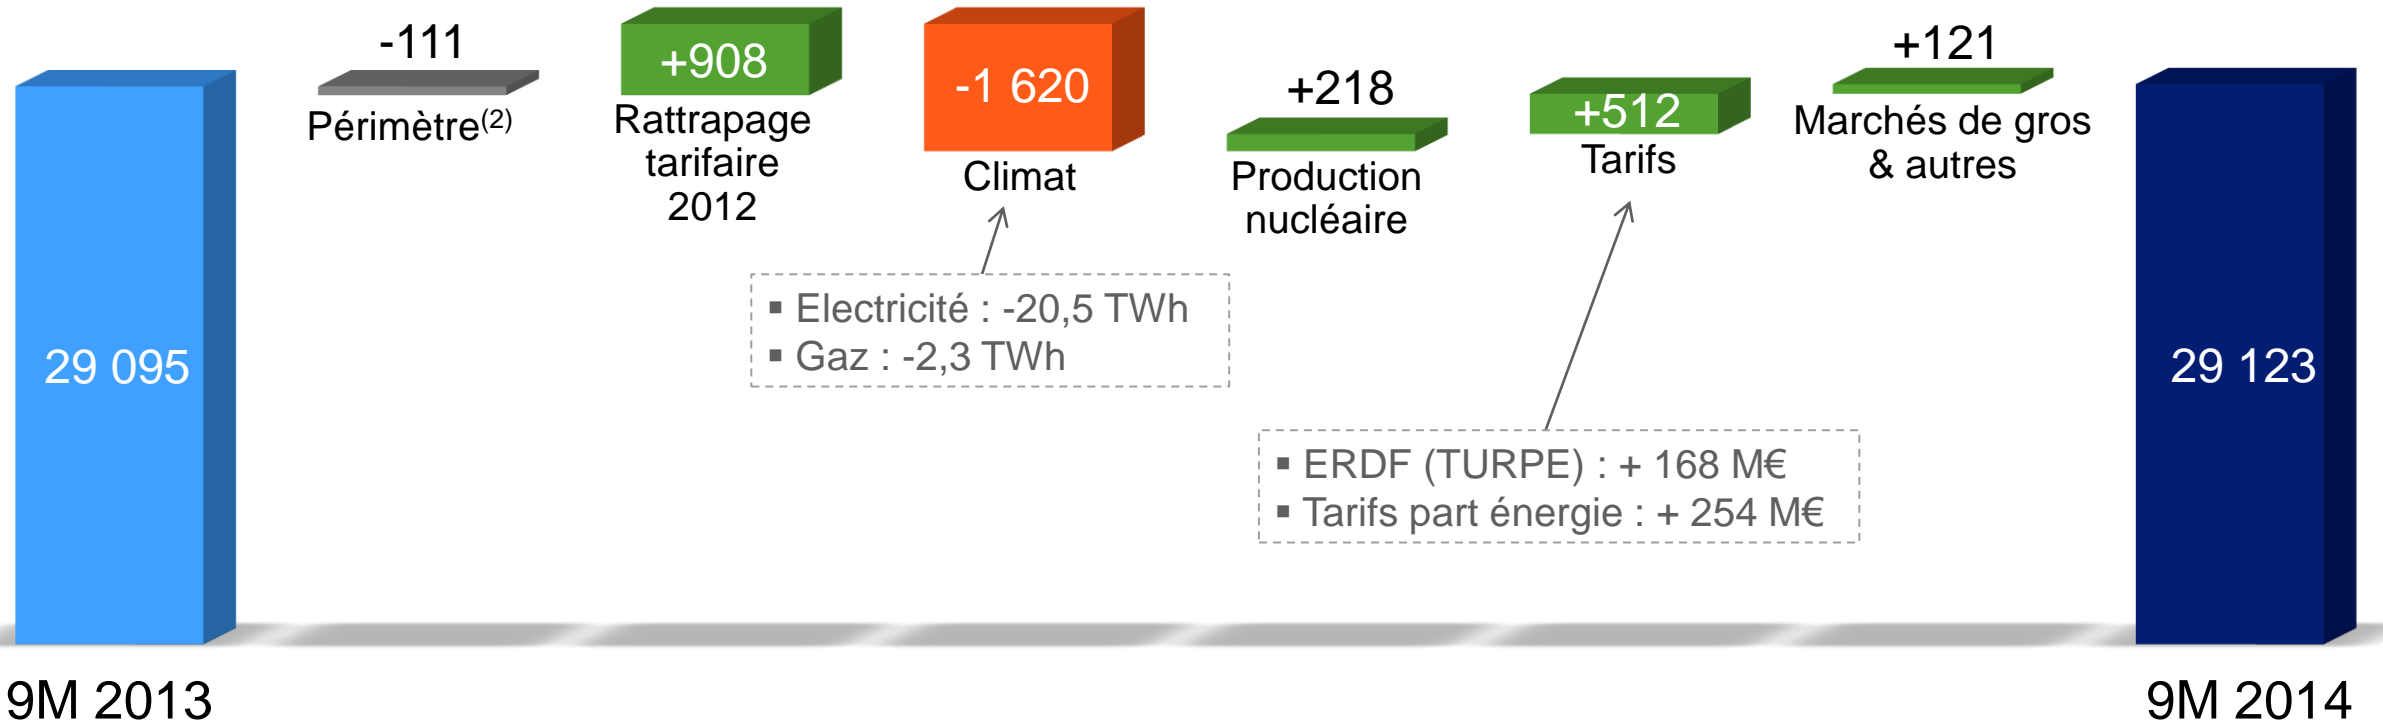 -111
Périmètre(2)
+908
Rattrapage
tarifaire
2012
-1 620
Climat
+218
Production
nucléaire
+512
Tarifs
+121
Marchés de gros
& autres
29 095
▪ Electricité : -20,5 TWh
▪ Gaz : -2,3 TWh
29 123
▪ ERDF (TURPE) : + 168 M€
▪ Tarifs part énergie : + 254 M€
9M 2013
9M 2014